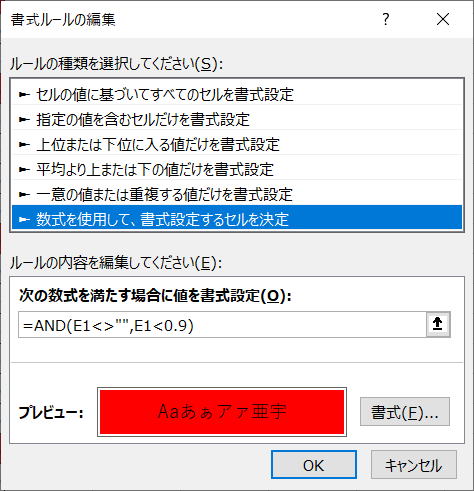 書式ルールの編集 ? ×
ルールの種類を選択してください(S):
► セルの値に基づいてすべてのセルを書式設定
► 指定の値を含むセルだけを書式設定
► 上位または下位に入る値だけを書式設定
► 平均より上または下の値だけを書式設定
► 一意の値または重複する値だけを書式設定
► 数式を使用して、書式設定するセルを決定
ルールの内容を編集してください(E):
次の数式を満たす場合に値を書式設定(O):
=AND(E1<>"",E1<0.9)
プレビュー: Aaあぁアァ亜宇 書式(F)...
OK キャンセル